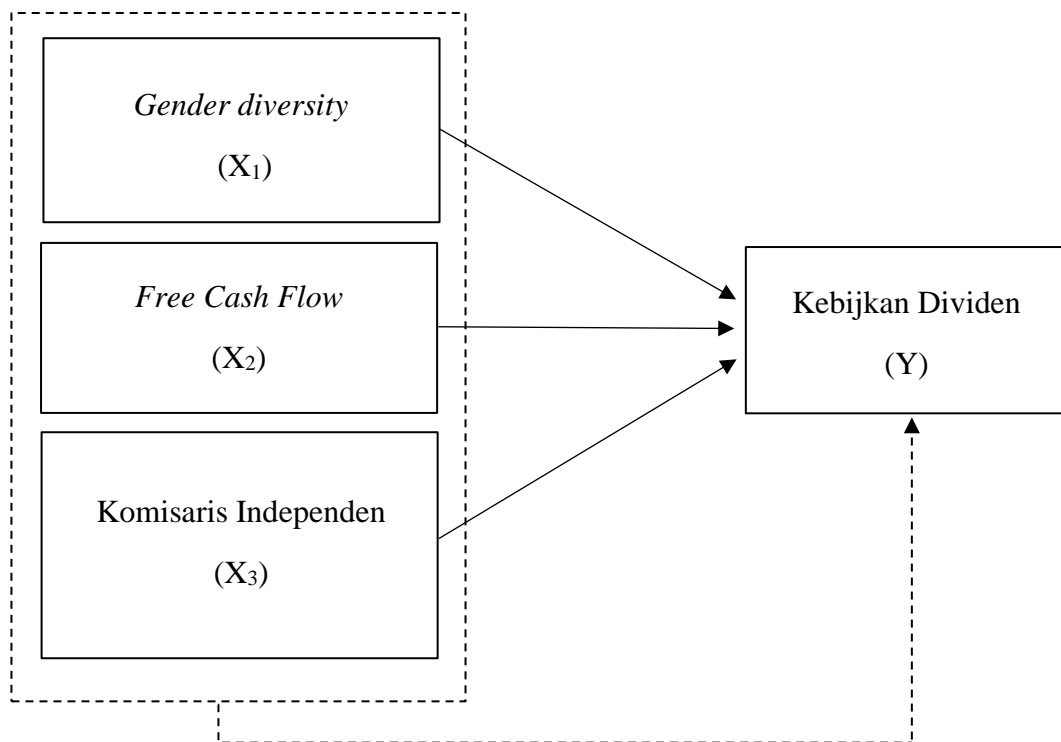 Gender diversity
(X₁)
Free Cash Flow
(X₂)
Komisaris Independen
(X₃)
Kebijkan Dividen
(Y)